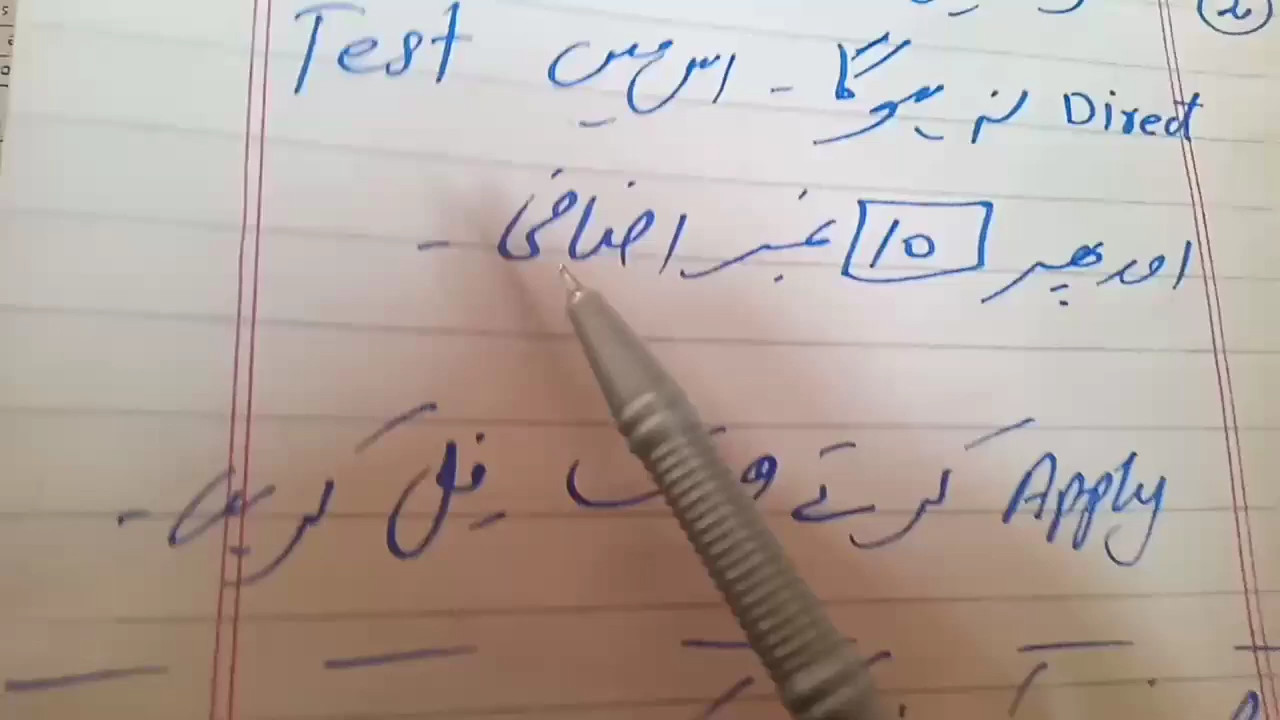 Direct نہ ہوگا - اس میں Test
اور پھر 10 نمبر اضافی -
Apply کرتے وقت فل کریں -